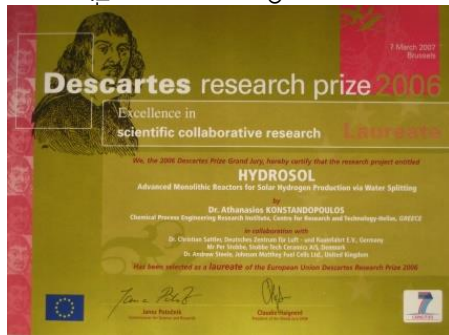 7 March 2007
Brussels
Descartes research prize 2006
Excellence in
scientific collaborative research
Laureate
We, the 2006 Descartes Prize Grand Jury, hereby certify that the research project entitled
HYDROSOL
Advanced Monolithic Reactors for Solar Hydrogen Production via Water Splitting
by
Dr. Athanasios KONSTANDOPOULOS
Chemical Process Engineering Research Institute, Centre for Research and Technology-Hellas, GREECE
in collaboration with
Dr. Christian Sattler, Deutsches Zentrum für Luft - und Raumfahrt E.V., Germany
Mr Per Stobbe, Stobbe Tech Ceramics A/S, Denmark
Dr. Andrew Steele, Johnson Matthey Fuel Cells Ltd., United Kingdom
Has been selected as a laureate of the European Union Descartes Research Prize 2006
Janez Potočnik
Claudie Haigneré